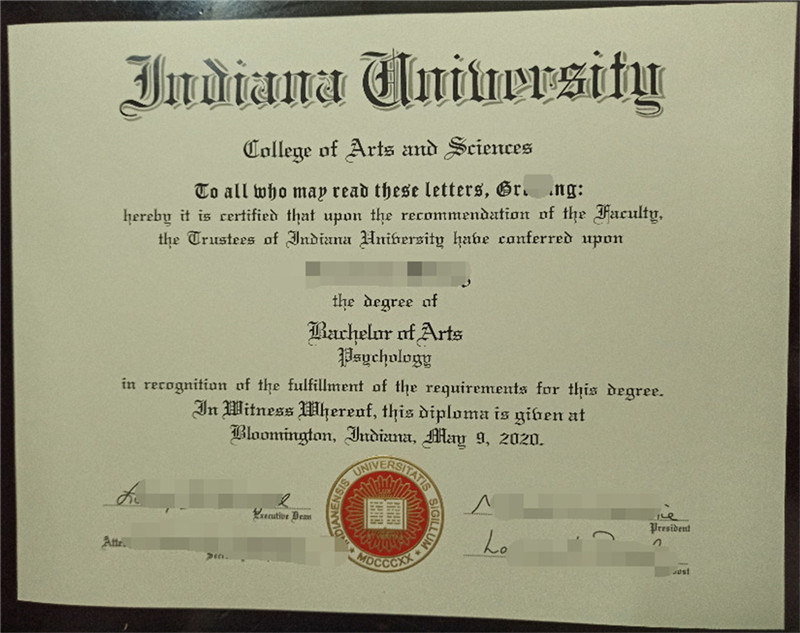 Indiana University
College of Arts and Sciences
To all who may read these letters,
hereby it is certified that upon the recommendation of the Faculty,
the Trustees of Indiana University have conferred upon
the degree of
Bachelor of Arts
Psychology
in recognition of the fulfillment of the requirements for this degree.
In Witness Whereof, this diploma is given at
Bloomington, Indiana, May 9, 2020.
INDIANENSIS UNIVERSITATIS SIGILLUM
MDCCCXX
Executive Dean
President